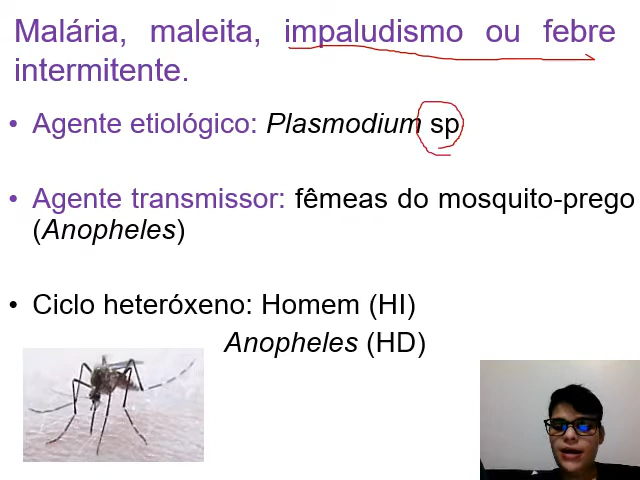 Malária, maleita, impaludismo ou febre
intermitente.
• Agente etiológico: Plasmodium sp
• Agente transmissor: fêmeas do mosquito-prego
(Anopheles)
• Ciclo heteróxeno: Homem (HI)
Anopheles (HD)